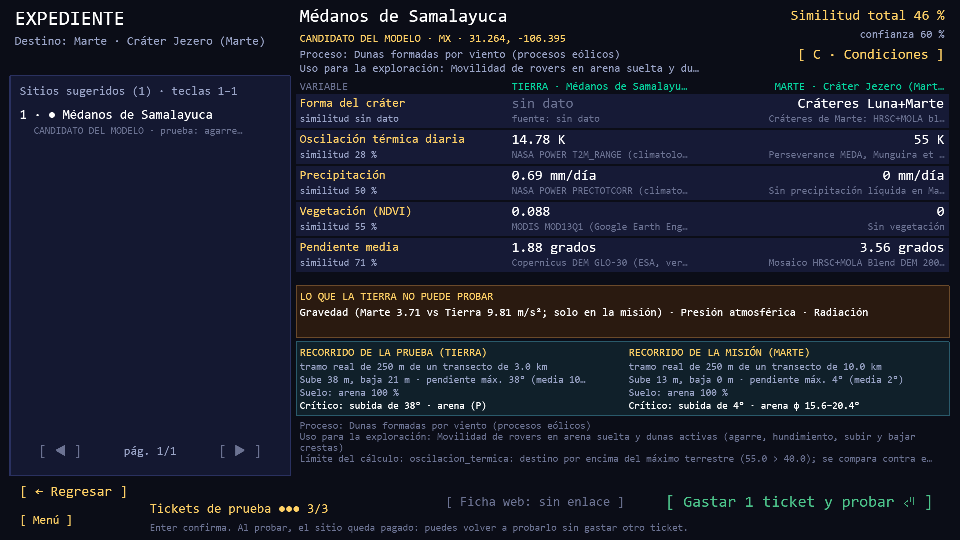 EXPEDIENTE
Destino: Marte · Cráter Jezero (Marte)
Sitios sugeridos (1) · teclas 1–1
1 · ● Médanos de Samalayuca
CANDIDATO DEL MODELO · prueba: agarre…
[ ◀ ] pág. 1/1 [ ▶ ]
Médanos de Samalayuca
CANDIDATO DEL MODELO · MX · 31.264, -106.395
Proceso: Dunas formadas por viento (procesos eólicos)
Uso para la exploración: Movilidad de rovers en arena suelta y du…
Similitud total 46 %
confianza 60 %
[ C · Condiciones ]
VARIABLE TIERRA · Médanos de Samalayu… MARTE · Cráter Jezero (Mart…
Forma del cráter sin dato Cráteres Luna+Marte
similitud sin dato fuente: sin dato Cráteres de Marte: HRSC+MOLA bl…
Oscilación térmica diaria 14.78 K 55 K
similitud 28 % NASA POWER T2M_RANGE (climatolo… Perseverance MEDA, Munguira et …
Precipitación 0.69 mm/día 0 mm/día
similitud 50 % NASA POWER PRECTOTCORR (climato… Sin precipitación líquida en Ma…
Vegetación (NDVI) 0.088 0
similitud 55 % MODIS MOD13Q1 (Google Earth Eng… Sin vegetación
Pendiente media 1.88 grados 3.56 grados
similitud 71 % Copernicus DEM GLO-30 (ESA, ver… Mosaico HRSC+MOLA Blend DEM 200…
LO QUE LA TIERRA NO PUEDE PROBAR
Gravedad (Marte 3.71 vs Tierra 9.81 m/s²; solo en la misión) · Presión atmosférica · Radiación
RECORRIDO DE LA PRUEBA (TIERRA)
tramo real de 250 m de un transecto de 3.0 km
Sube 38 m, baja 21 m · pendiente máx. 38° (media 10…
Suelo: arena 100 %
Crítico: subida de 38° · arena (P)
RECORRIDO DE LA MISIÓN (MARTE)
tramo real de 250 m de un transecto de 10.0 km
Sube 13 m, baja 0 m · pendiente máx. 4° (media 2°)
Suelo: arena 100 %
Crítico: subida de 4° · arena ϕ 15.6–20.4°
Proceso: Dunas formadas por viento (procesos eólicos)
Uso para la exploración: Movilidad de rovers en arena suelta y dunas activas (agarre, hundimiento, subir y bajar
crestas)
Límite del cálculo: oscilacion_termica: destino por encima del máximo terrestre (55.0 > 40.0); se compara contra e…
[ ← Regresar ]
[ Menú ]
Tickets de prueba ●●● 3/3
[ Ficha web: sin enlace ]
[ Gastar 1 ticket y probar ⏎ ]
Enter confirma. Al probar, el sitio queda pagado: puedes volver a probarlo sin gastar otro ticket.